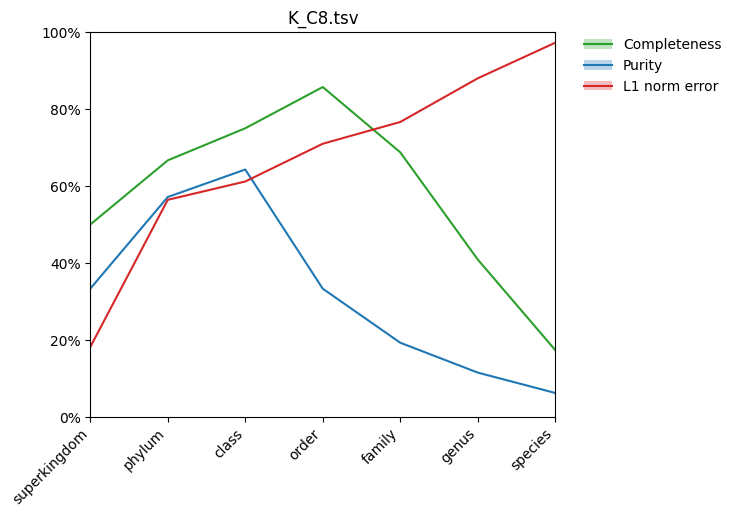 K_C8.tsv
100%
80%
60%
40%
20%
0%
superkingdom
phylum
class
order
family
genus
species
Completeness
Purity
L1 norm error